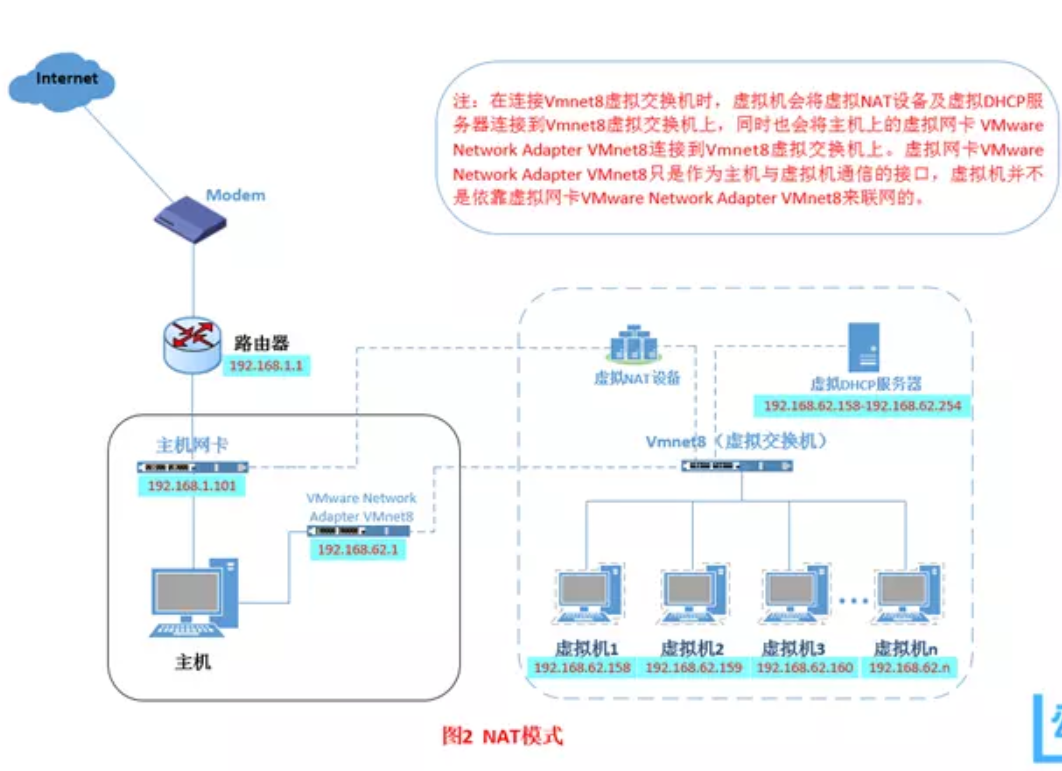 Internet
注：在连接Vmnet8虚拟交换机时，虚拟机会将虚拟NAT设备及虚拟DHCP服
务器连接到Vmnet8虚拟交换机上，同时也会将主机上的虚拟网卡 VMware
Network Adapter VMnet8连接到Vmnet8虚拟交换机上。虚拟网卡VMware
Network Adapter VMnet8只是作为主机与虚拟机通信的接口，虚拟机并不
是依靠虚拟网卡VMware Network Adapter VMnet8来联网的。
Modem
路由器
192.168.1.1
虚拟NAT设备
虚拟DHCP服务器
192.168.62.158-192.168.62.254
主机网卡
192.168.1.101
Vmnet8（虚拟交换机）
VMware Network
Adapter VMnet8
192.168.62.1
主机
虚拟机1
192.168.62.158
虚拟机2
192.168.62.159
虚拟机3
192.168.62.160
虚拟机n
192.168.62.n
图2 NAT模式